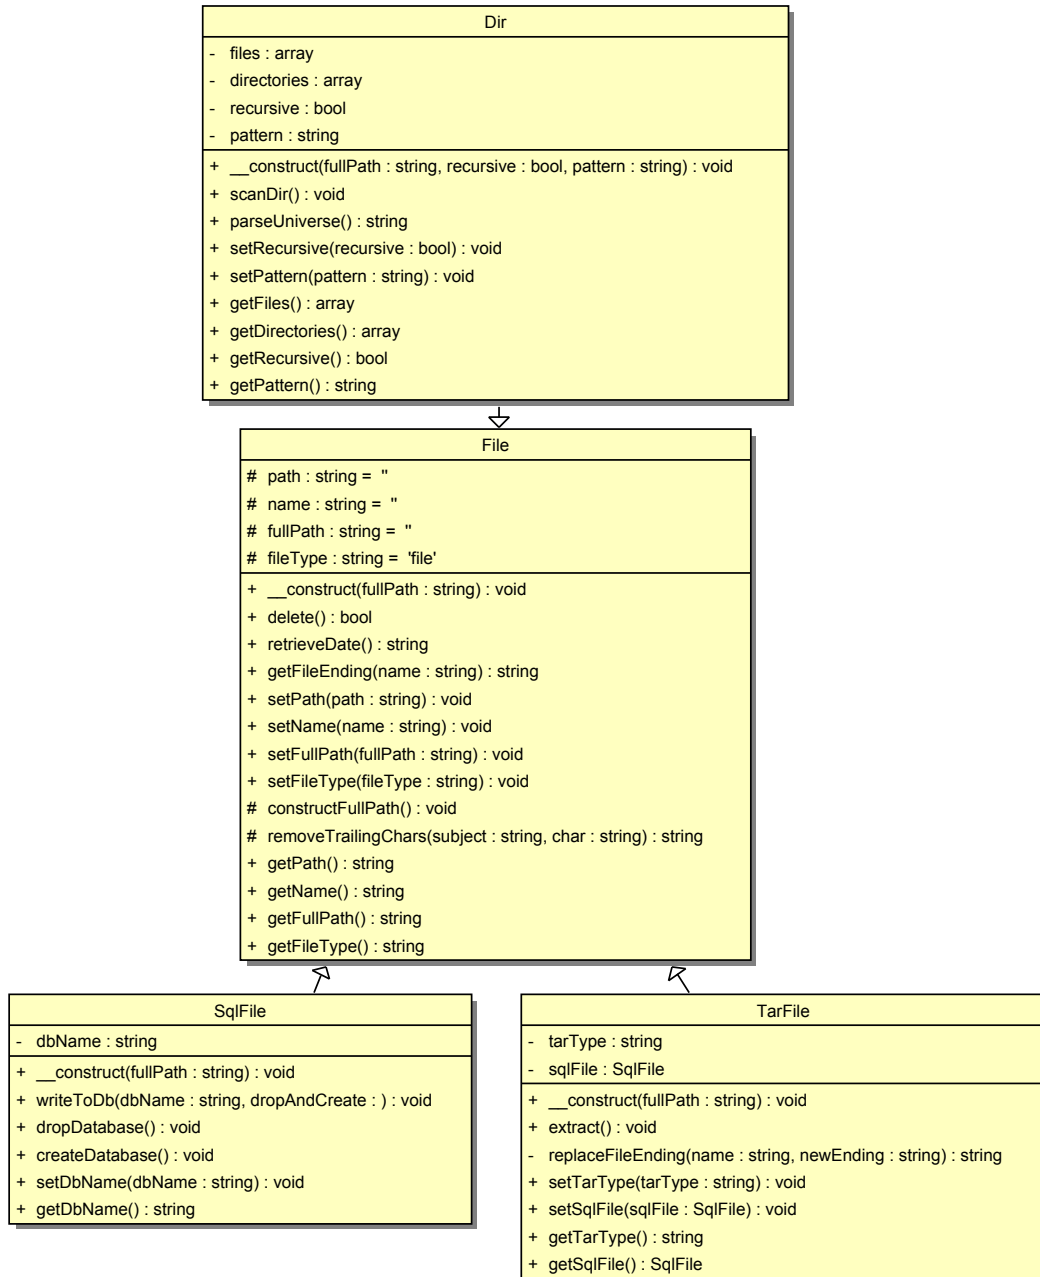 Dir
- files : array
- directories : array
- recursive : bool
- pattern : string
+ __construct(fullPath : string, recursive : bool, pattern : string) : void
+ scanDir() : void
+ parseUniverse() : string
+ setRecursive(recursive : bool) : void
+ setPattern(pattern : string) : void
+ getFiles() : array
+ getDirectories() : array
+ getRecursive() : bool
+ getPattern() : string
File
# path : string = ''
# name : string = ''
# fullPath : string = ''
# fileType : string = 'file'
+ __construct(fullPath : string) : void
+ delete() : bool
+ retrieveDate() : string
+ getFileEnding(name : string) : string
+ setPath(path : string) : void
+ setName(name : string) : void
+ setFullPath(fullPath : string) : void
+ setFileType(fileType : string) : void
# constructFullPath() : void
# removeTrailingChars(subject : string, char : string) : string
+ getPath() : string
+ getName() : string
+ getFullPath() : string
+ getFileType() : string
SqlFile
- dbName : string
+ __construct(fullPath : string) : void
+ writeToDb(dbName : string, dropAndCreate : ) : void
+ dropDatabase() : void
+ createDatabase() : void
+ setDbName(dbName : string) : void
+ getDbName() : string
TarFile
- tarType : string
- sqlFile : SqlFile
+ __construct(fullPath : string) : void
+ extract() : void
- replaceFileEnding(name : string, newEnding : string) : string
+ setTarType(tarType : string) : void
+ setSqlFile(sqlFile : SqlFile) : void
+ getTarType() : string
+ getSqlFile() : SqlFile